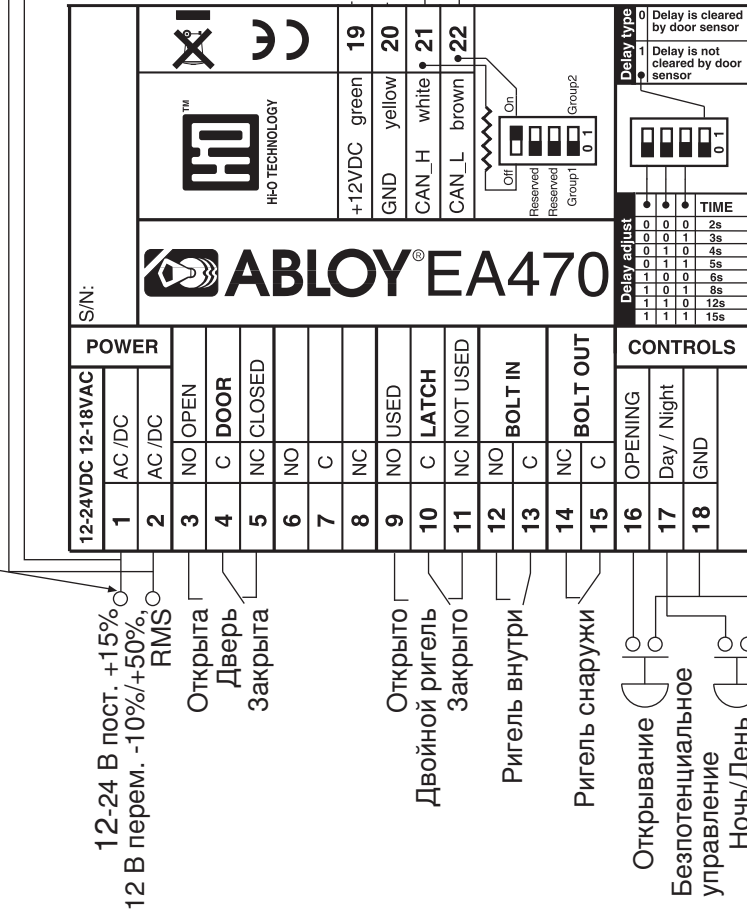 19 +12VDC green
20 GND yellow
21 CAN_H white
22 CAN_L brown
HD
TM
Hi-O TECHNOLOGY
CE
Off
On
Reserved
Reserved
Group1
Group2
0 1
Delay type
0 Delay is cleared by door sensor
1 Delay is not cleared by door sensor
0 1
Delay adjust
TIME
0 0 0 2s
0 0 1 3s
0 1 0 4s
0 1 1 5s
1 0 0 6s
1 0 1 8s
1 1 0 12s
1 1 1 15s
S/N:
ABLOY® EA470
POWER
12-24VDC 12-18VAC
1 AC /DC
2 AC /DC
3 NO OPEN
4 C DOOR
5 NC CLOSED
6 NO
7 C
8 NC
9 NO USED
10 C LATCH
11 NC NOT USED
12 NO BOLT IN
13 C
14 NC BOLT OUT
15 C
CONTROLS
16 OPENING
17 Day / Night
18 GND
12-24 В пост. +15%
12 В перем. -10%/+50%,
RMS
Открыта
Дверь
Закрыта
Открыто
Двойной ригель
Закрыто
Ригель внутри
Ригель снаружи
Открывание
Безпотенциальное
управление
Ночь/День